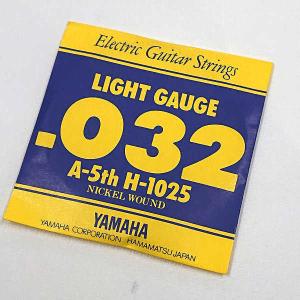 Electric Guitar Strings
LIGHT GAUGE
.032
A-5th H-1025
NICKEL WOUND
YAMAHA
YAMAHA CORPORATION HAMAMATSU JAPAN